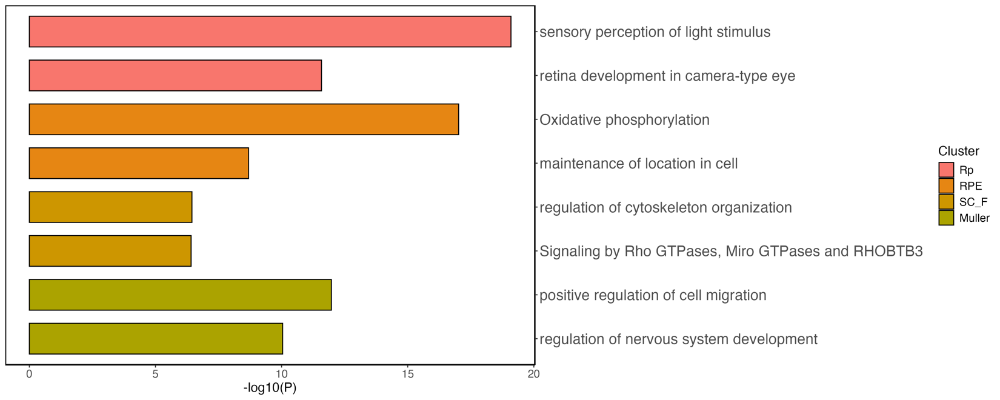 sensory perception of light stimulus
retina development in camera-type eye
Oxidative phosphorylation
maintenance of location in cell
regulation of cytoskeleton organization
Signaling by Rho GTPases, Miro GTPases and RHOBTB3
positive regulation of cell migration
regulation of nervous system development
0 5 10 15 20
-log10(P)
Cluster
Rp
RPE
SC_F
Muller